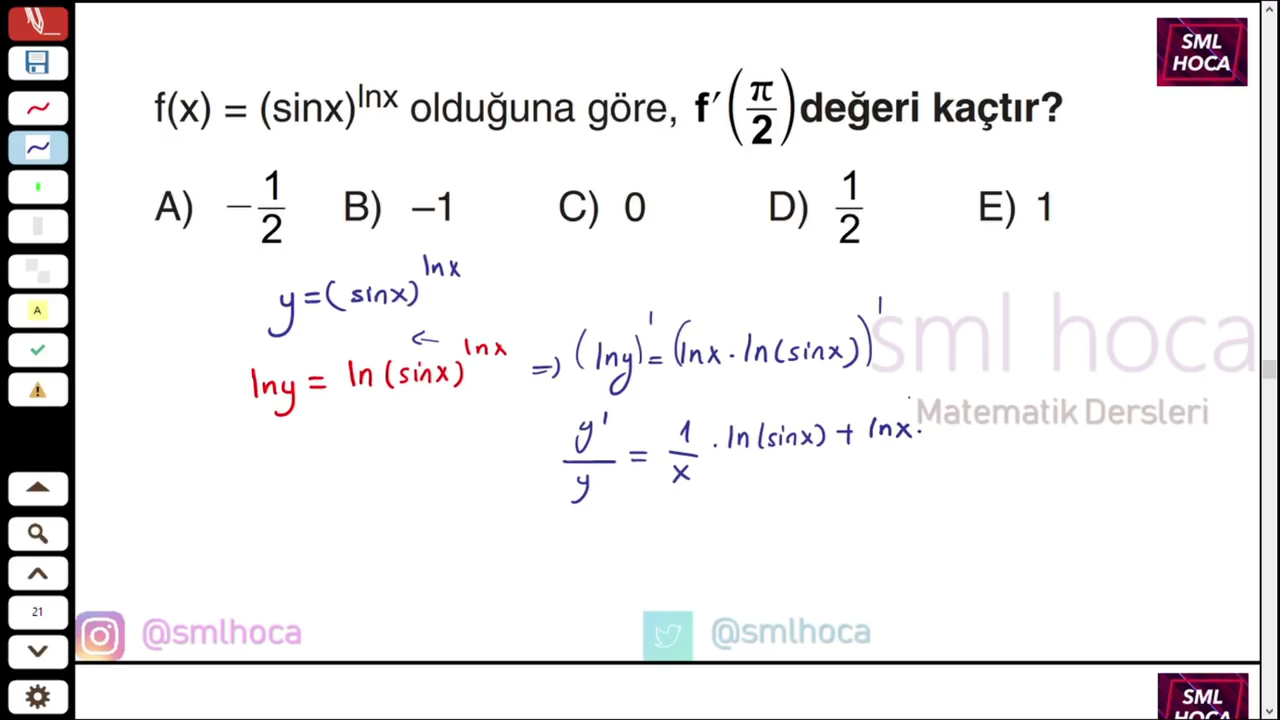 SML
HOCA
f(x) = (sinx)^lnx olduğuna göre, f′(π/2) değeri kaçtır?
A) −1/2 B) –1 C) 0 D) 1/2 E) 1
y = (sinx)^lnx
lny = ln(sinx)^lnx ⇒ (lny)' = (lnx · ln(sinx))'
y'/y = 1/x · ln(sinx) + lnx ·
sml hoca
Matematik Dersleri
@smlhoca @smlhoca
A
21
SML
HOCA